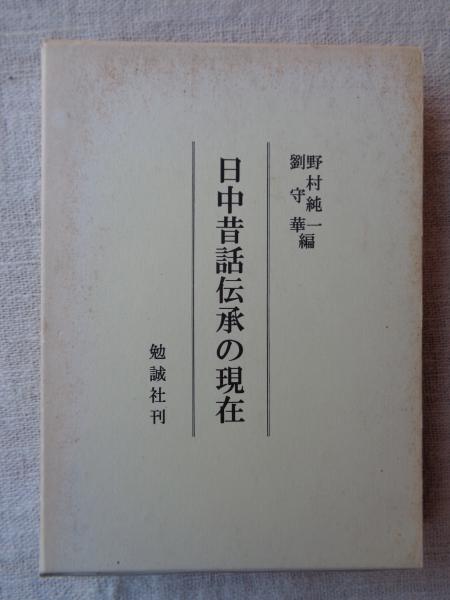 野村純一
劉守華編
日中昔話伝承の現在
勉誠社刊